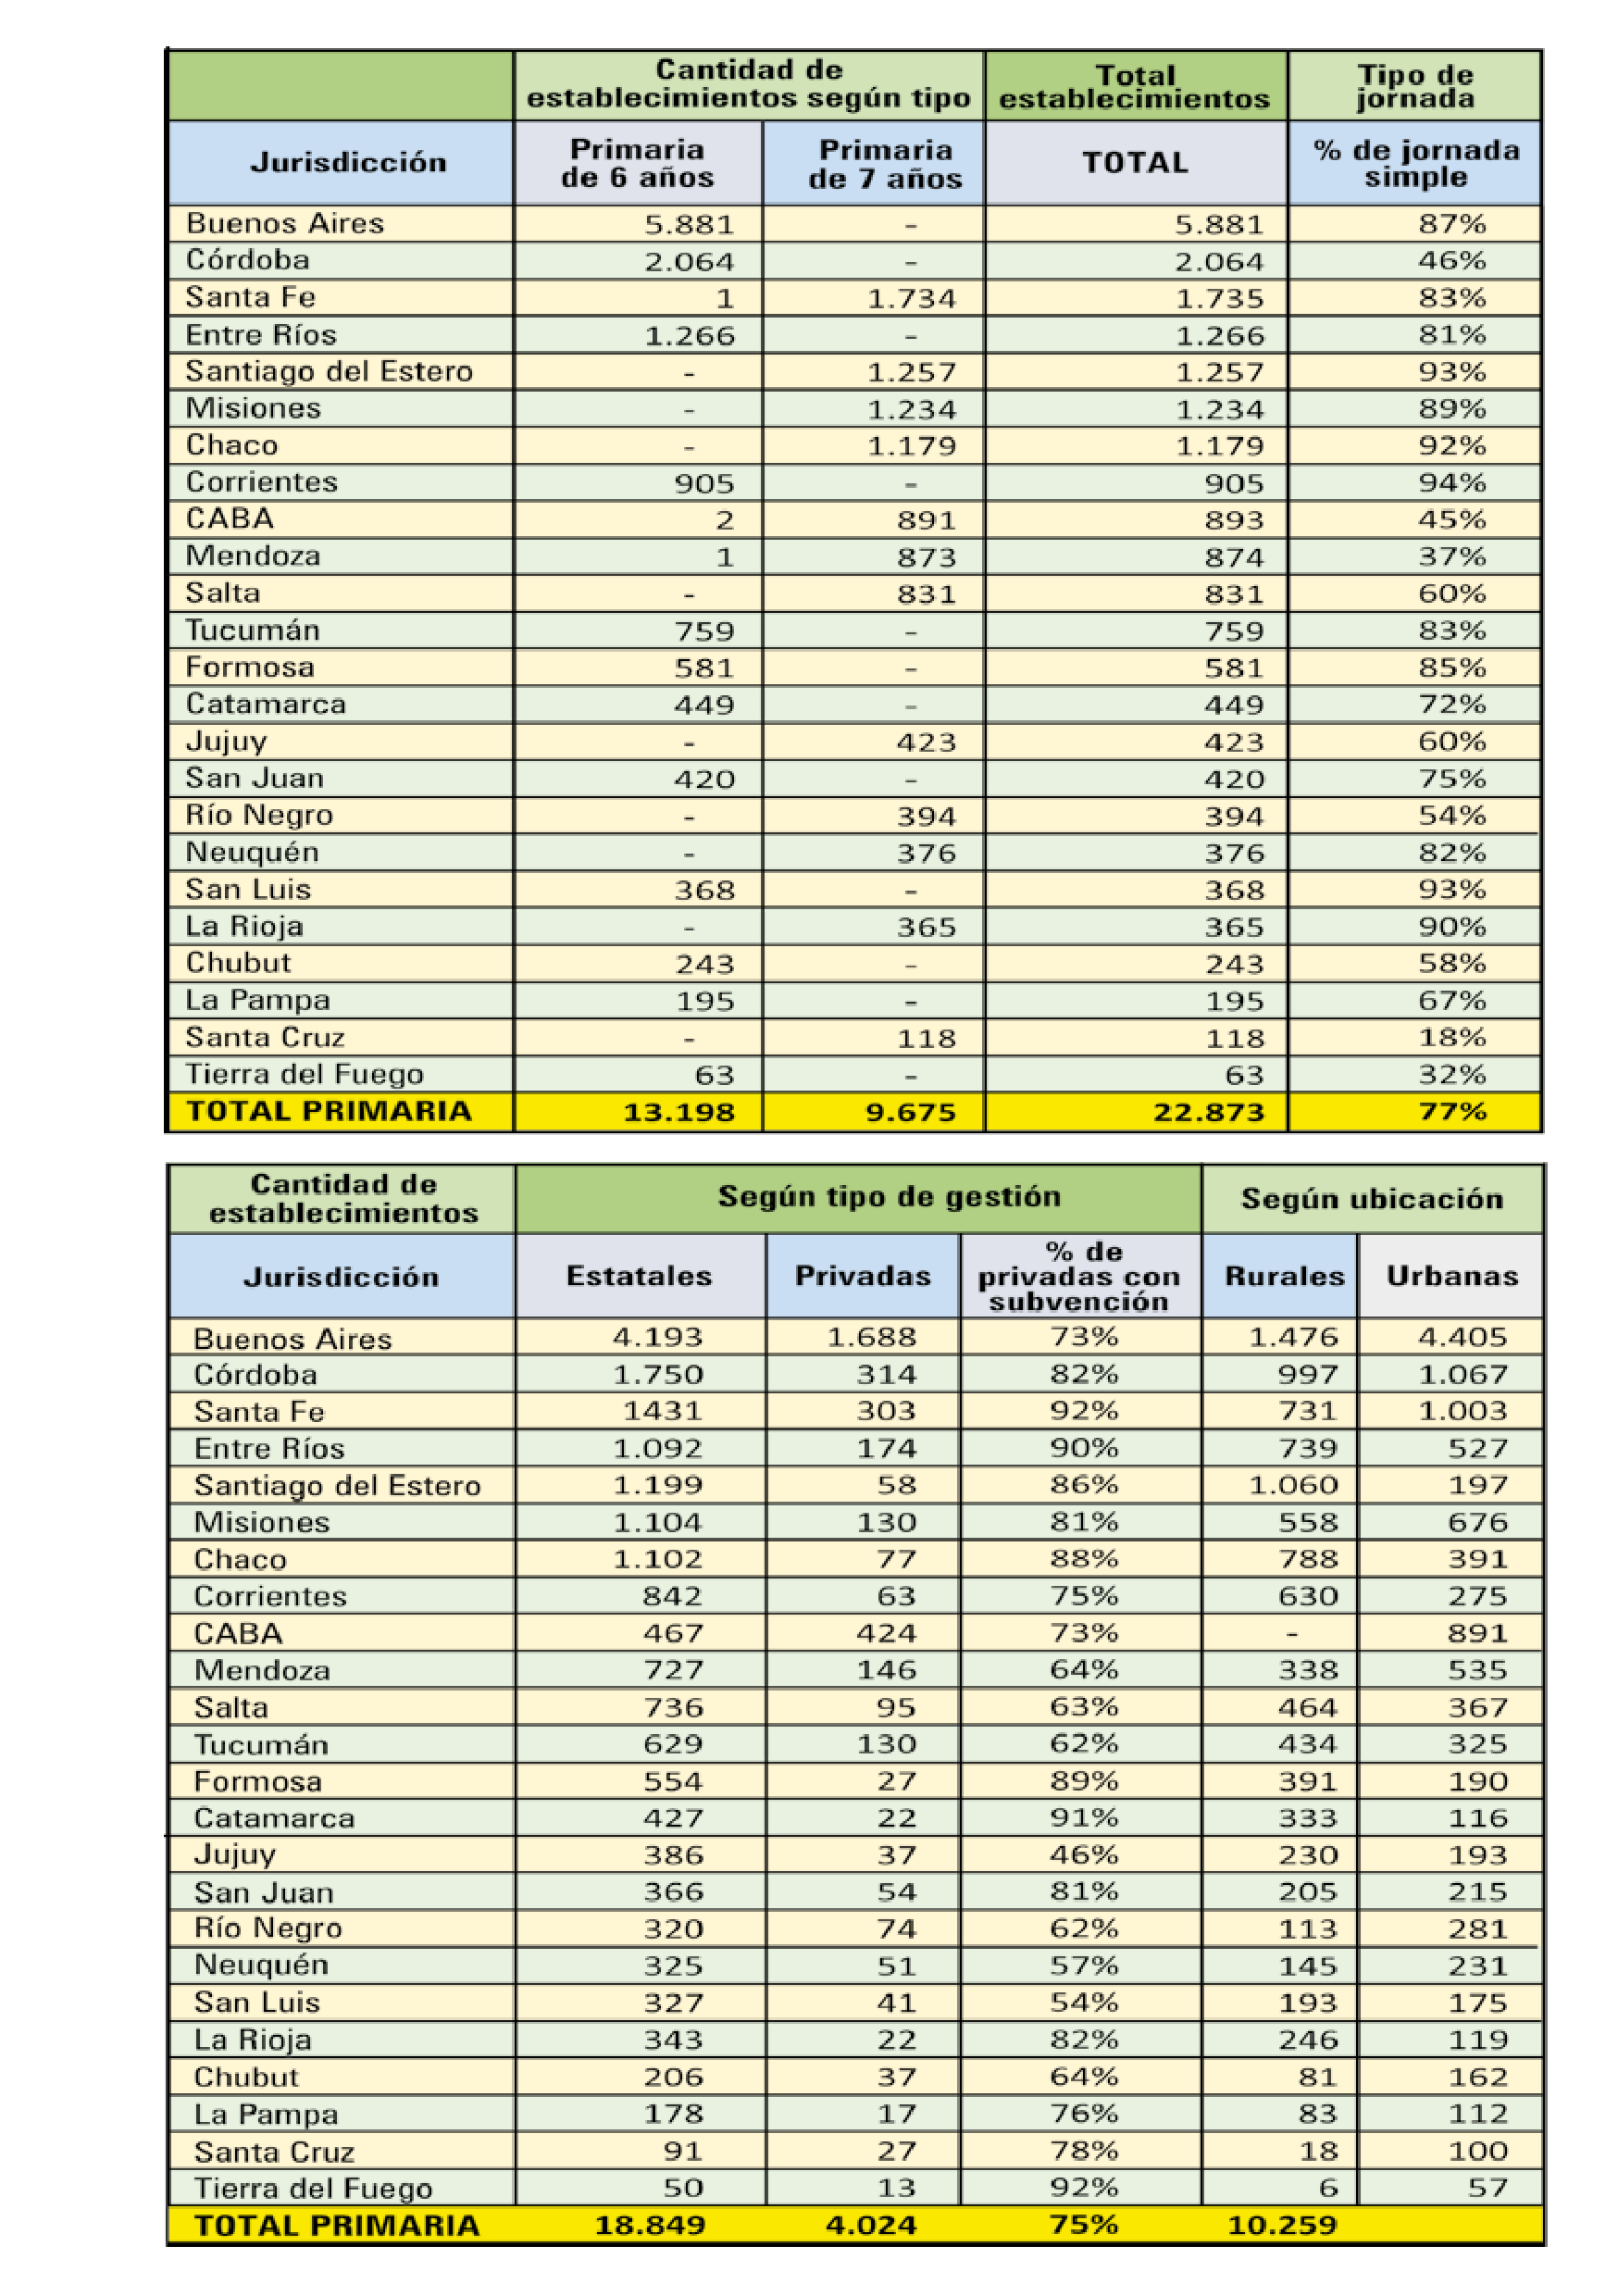 Cantidad de establecimientos según tipo Total establecimientos Tipo de jornada
Jurisdicción Primaria de 6 años Primaria de 7 años TOTAL % de jornada simple
Buenos Aires 5.881 - 5.881 87%
Córdoba 2.064 - 2.064 46%
Santa Fe 1 1.734 1.735 83%
Entre Ríos 1.266 - 1.266 81%
Santiago del Estero - 1.257 1.257 93%
Misiones - 1.234 1.234 89%
Chaco - 1.179 1.179 92%
Corrientes 905 - 905 94%
CABA 2 891 893 45%
Mendoza 1 873 874 37%
Salta - 831 831 60%
Tucumán 759 - 759 83%
Formosa 581 - 581 85%
Catamarca 449 - 449 72%
Jujuy - 423 423 60%
San Juan 420 - 420 75%
Río Negro - 394 394 54%
Neuquén - 376 376 82%
San Luis 368 - 368 93%
La Rioja - 365 365 90%
Chubut 243 - 243 58%
La Pampa 195 - 195 67%
Santa Cruz - 118 118 18%
Tierra del Fuego 63 - 63 32%
TOTAL PRIMARIA 13.198 9.675 22.873 77%
Cantidad de establecimientos Según tipo de gestión Según ubicación
Jurisdicción Estatales Privadas % de privadas con subvención Rurales Urbanas
Buenos Aires 4.193 1.688 73% 1.476 4.405
Córdoba 1.750 314 82% 997 1.067
Santa Fe 1431 303 92% 731 1.003
Entre Ríos 1.092 174 90% 739 527
Santiago del Estero 1.199 58 86% 1.060 197
Misiones 1.104 130 81% 558 676
Chaco 1.102 77 88% 788 391
Corrientes 842 63 75% 630 275
CABA 467 424 73% - 891
Mendoza 727 146 64% 338 535
Salta 736 95 63% 464 367
Tucumán 629 130 62% 434 325
Formosa 554 27 89% 391 190
Catamarca 427 22 91% 333 116
Jujuy 386 37 46% 230 193
San Juan 366 54 81% 205 215
Río Negro 320 74 62% 113 281
Neuquén 325 51 57% 145 231
San Luis 327 41 54% 193 175
La Rioja 343 22 82% 246 119
Chubut 206 37 64% 81 162
La Pampa 178 17 76% 83 112
Santa Cruz 91 27 78% 18 100
Tierra del Fuego 50 13 92% 6 57
TOTAL PRIMARIA 18.849 4.024 75% 10.259